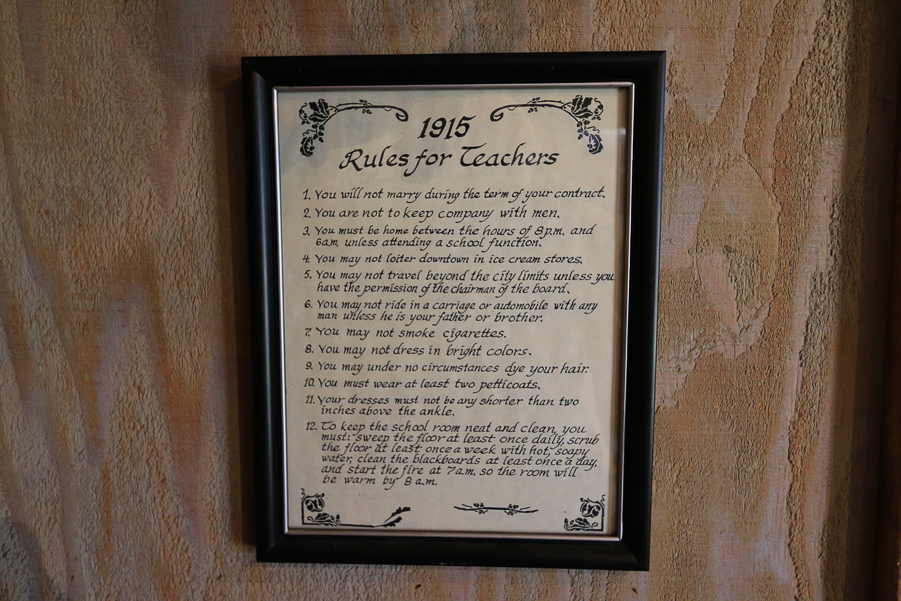 1915
Rules for Teachers
1. You will not marry during the term of your contract.
2. You are not to keep company with men.
3. You must be home between the hours of 8 p.m. and
6 a.m. unless attending a school function.
4. You may not loiter downtown in ice cream stores.
5. You may not travel beyond the city limits unless you
have the permission of the chairman of the board.
6. You may not ride in a carriage or automobile with any
man unless he is your father or brother.
7. You may not smoke cigarettes.
8. You may not dress in bright colors.
9. You may under no circumstances dye your hair.
10. You must wear at least two petticoats.
11. Your dresses must not be any shorter than two
inches above the ankle.
12. To keep the school room neat and clean, you
must: sweep the floor at least once daily, scrub
the floor at least once a week with hot, soapy
water, clean the blackboards at least once a day,
and start the fire at 7 a.m. so the room will
be warm by 8 a.m.